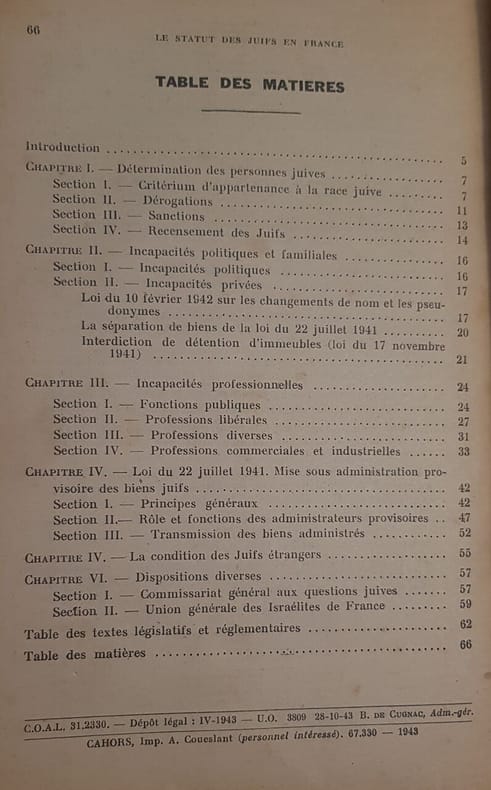 66
LE STATUT DES JUIFS EN FRANCE
TABLE DES MATIERES
Introduction .......... 5
CHAPITRE I. — Détermination des personnes juives .......... 7
Section I. — Critérium d'appartenance à la race juive .......... 7
Section II. — Dérogations .......... 11
Section III. — Sanctions .......... 13
Section IV. — Recensement des Juifs .......... 14
CHAPITRE II. — Incapacités politiques et familiales .......... 16
Section I. — Incapacités politiques .......... 16
Section II. — Incapacités privées .......... 17
Loi du 10 février 1942 sur les changements de nom et les pseu-
donymes .......... 17
La séparation de biens de la loi du 22 juillet 1941 .......... 20
Interdiction de détention d'immeubles (loi du 17 novembre
1941) .......... 21
CHAPITRE III. — Incapacités professionnelles .......... 24
Section I. — Fonctions publiques .......... 24
Section II. — Professions libérales .......... 27
Section III. — Professions diverses .......... 31
Section IV. — Professions commerciales et industrielles ...... 33
CHAPITRE IV. — Loi du 22 juillet 1941. Mise sous administration pro-
visoire des biens juifs .......... 42
Section I. — Principes généraux .......... 42
Section II.— Rôle et fonctions des administrateurs provisoires .. 47
Section III. — Transmission des biens administrés .......... 52
CHAPITRE IV. — La condition des Juifs étrangers .......... 55
CHAPITRE VI. — Dispositions diverses .......... 57
Section I. — Commissariat général aux questions juives ....... 57
Section II. — Union générale des Israélites de France ......... 59
Table des textes législatifs et réglementaires .......... 62
Table des matières .......... 66
C.O.A.L. 31.2330. — Dépôt légal : IV-1943 — U.O. 3809 28-10-43 B. DE CUGNAC, Adm.-gér.
CAHORS, Imp. A. Coueslant (personnel intéressé). 67.330 — 1943